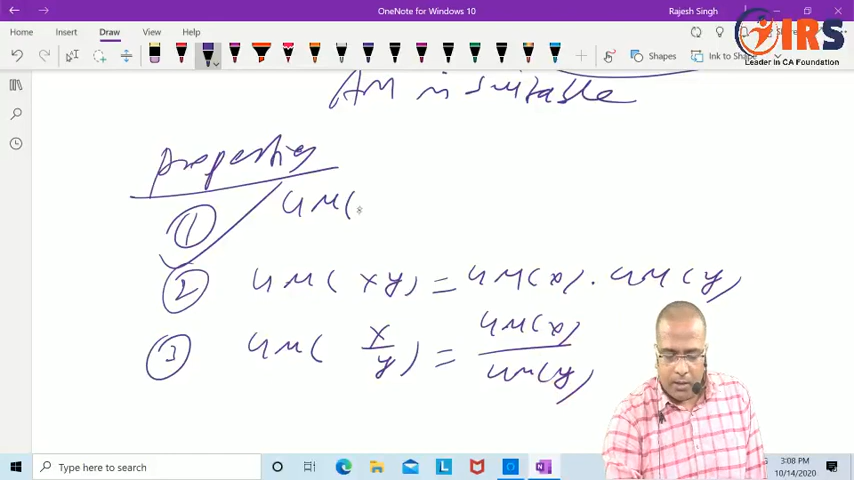 OneNote for Windows 10
Rajesh Singh
Home Insert Draw View Help
Shapes Ink to Shape
IRS
Leader in CA Foundation
AM is suitable
properties
① GM(
② GM( xy) = GM(x) . GM(y)
③ GM( x/y) = GM(x)/GM(y)
Type here to search
3:08 PM
10/14/2020